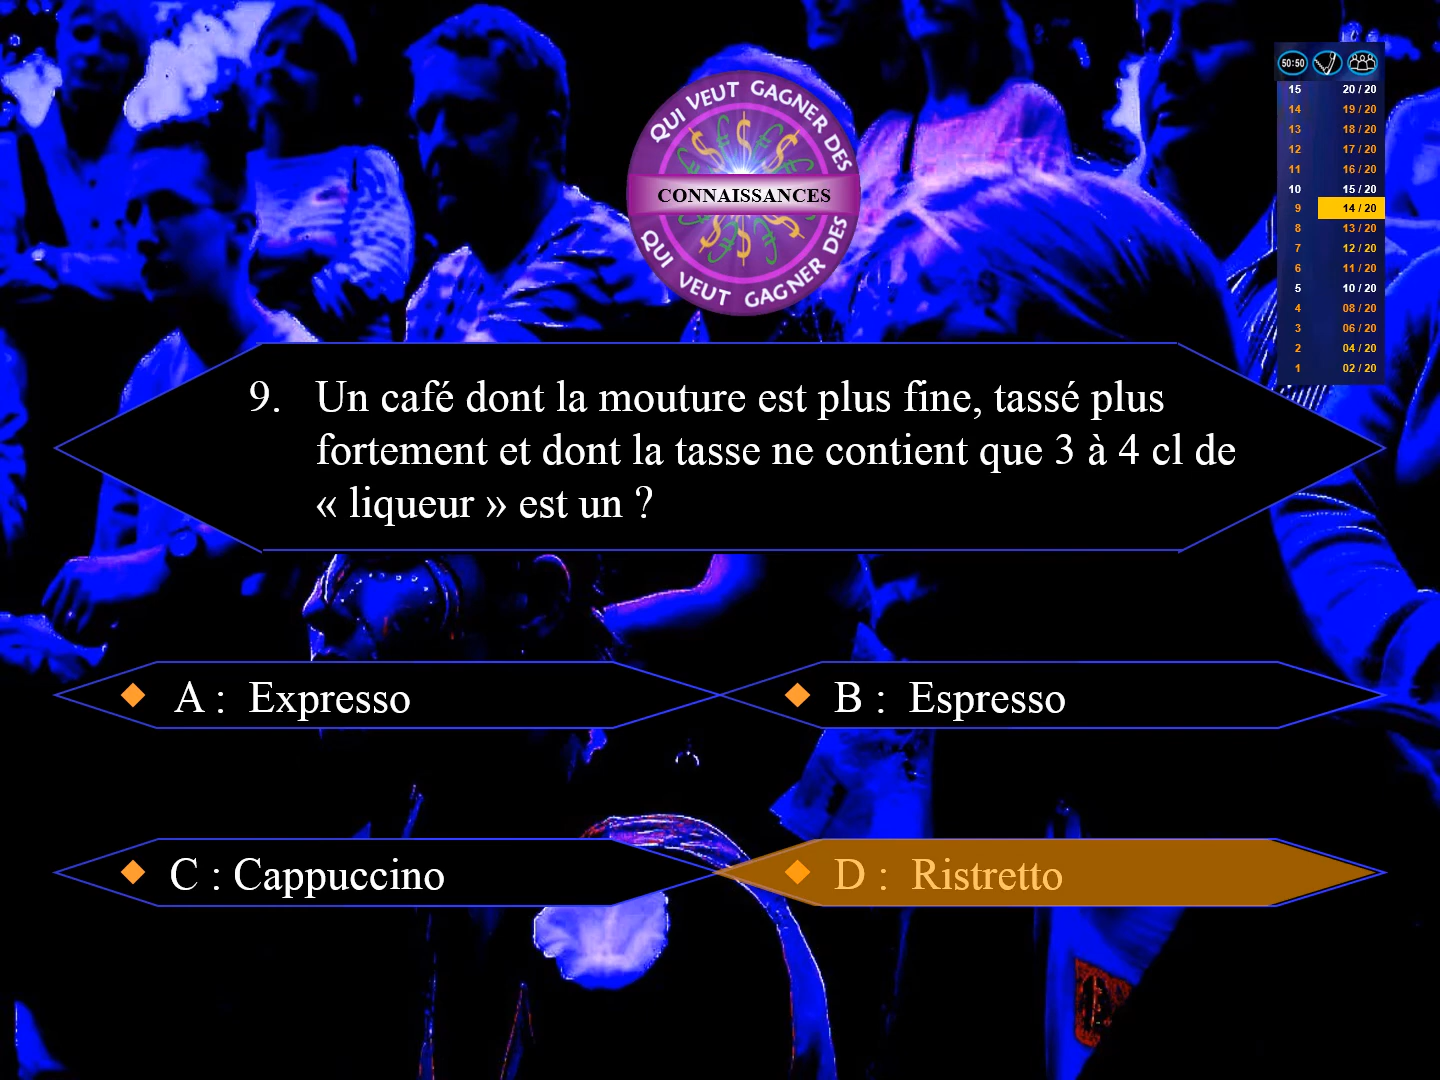 QUI VEUT GAGNER DES
CONNAISSANCES
QUI VEUT GAGNER DES
50:50
15 20 / 20
14 19 / 20
13 18 / 20
12 17 / 20
11 16 / 20
10 15 / 20
9 14 / 20
8 13 / 20
7 12 / 20
6 11 / 20
5 10 / 20
4 08 / 20
3 06 / 20
2 04 / 20
1 02 / 20
9. Un café dont la mouture est plus fine, tassé plus
fortement et dont la tasse ne contient que 3 à 4 cl de
« liqueur » est un ?
A : Expresso
B : Espresso
C : Cappuccino
D : Ristretto